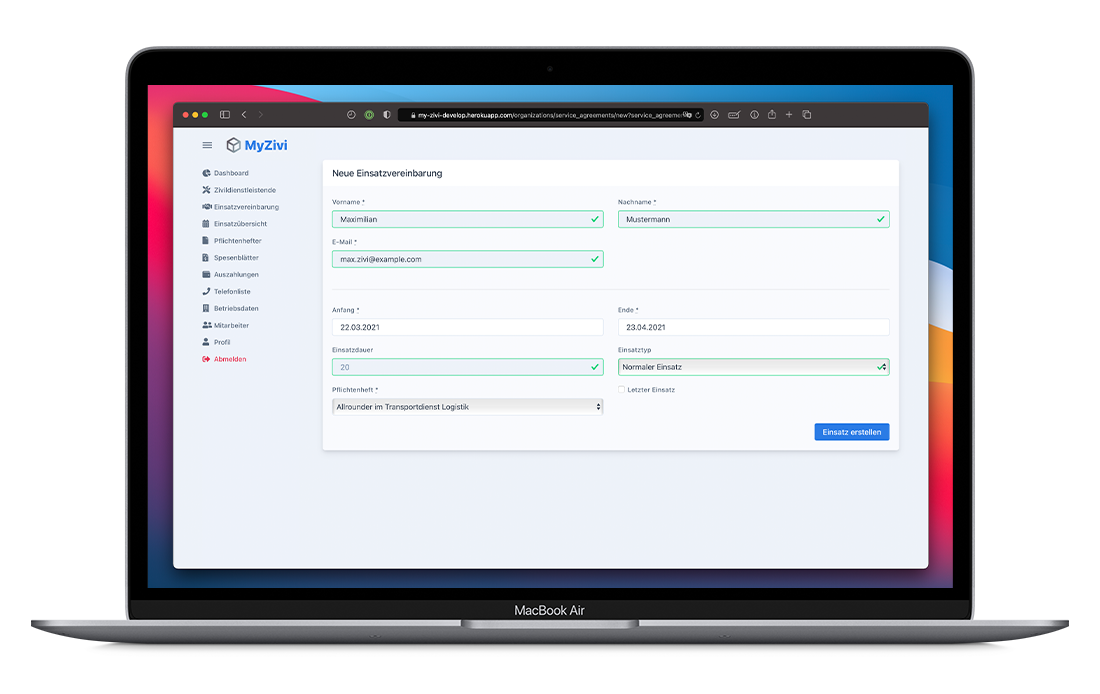 my-zivi-develop.herokuapp.com/organizations/service_agreements/new?service_agreeme
MyZivi
Dashboard
Zivildienstleistende
Einsatzvereinbarung
Einsatzübersicht
Pflichtenhefter
Spesenblätter
Auszahlungen
Telefonliste
Betriebsdaten
Mitarbeiter
Profil
Abmelden
Neue Einsatzvereinbarung
Vorname *
Nachname *
Maximilian
Mustermann
E-Mail *
max.zivi@example.com
Anfang *
Ende *
22.03.2021
23.04.2021
Einsatzdauer
Einsatztyp
20
Normaler Einsatz
Pflichtenheft *
Letzter Einsatz
Allrounder im Transportdienst Logistik
Einsatz erstellen
MacBook Air